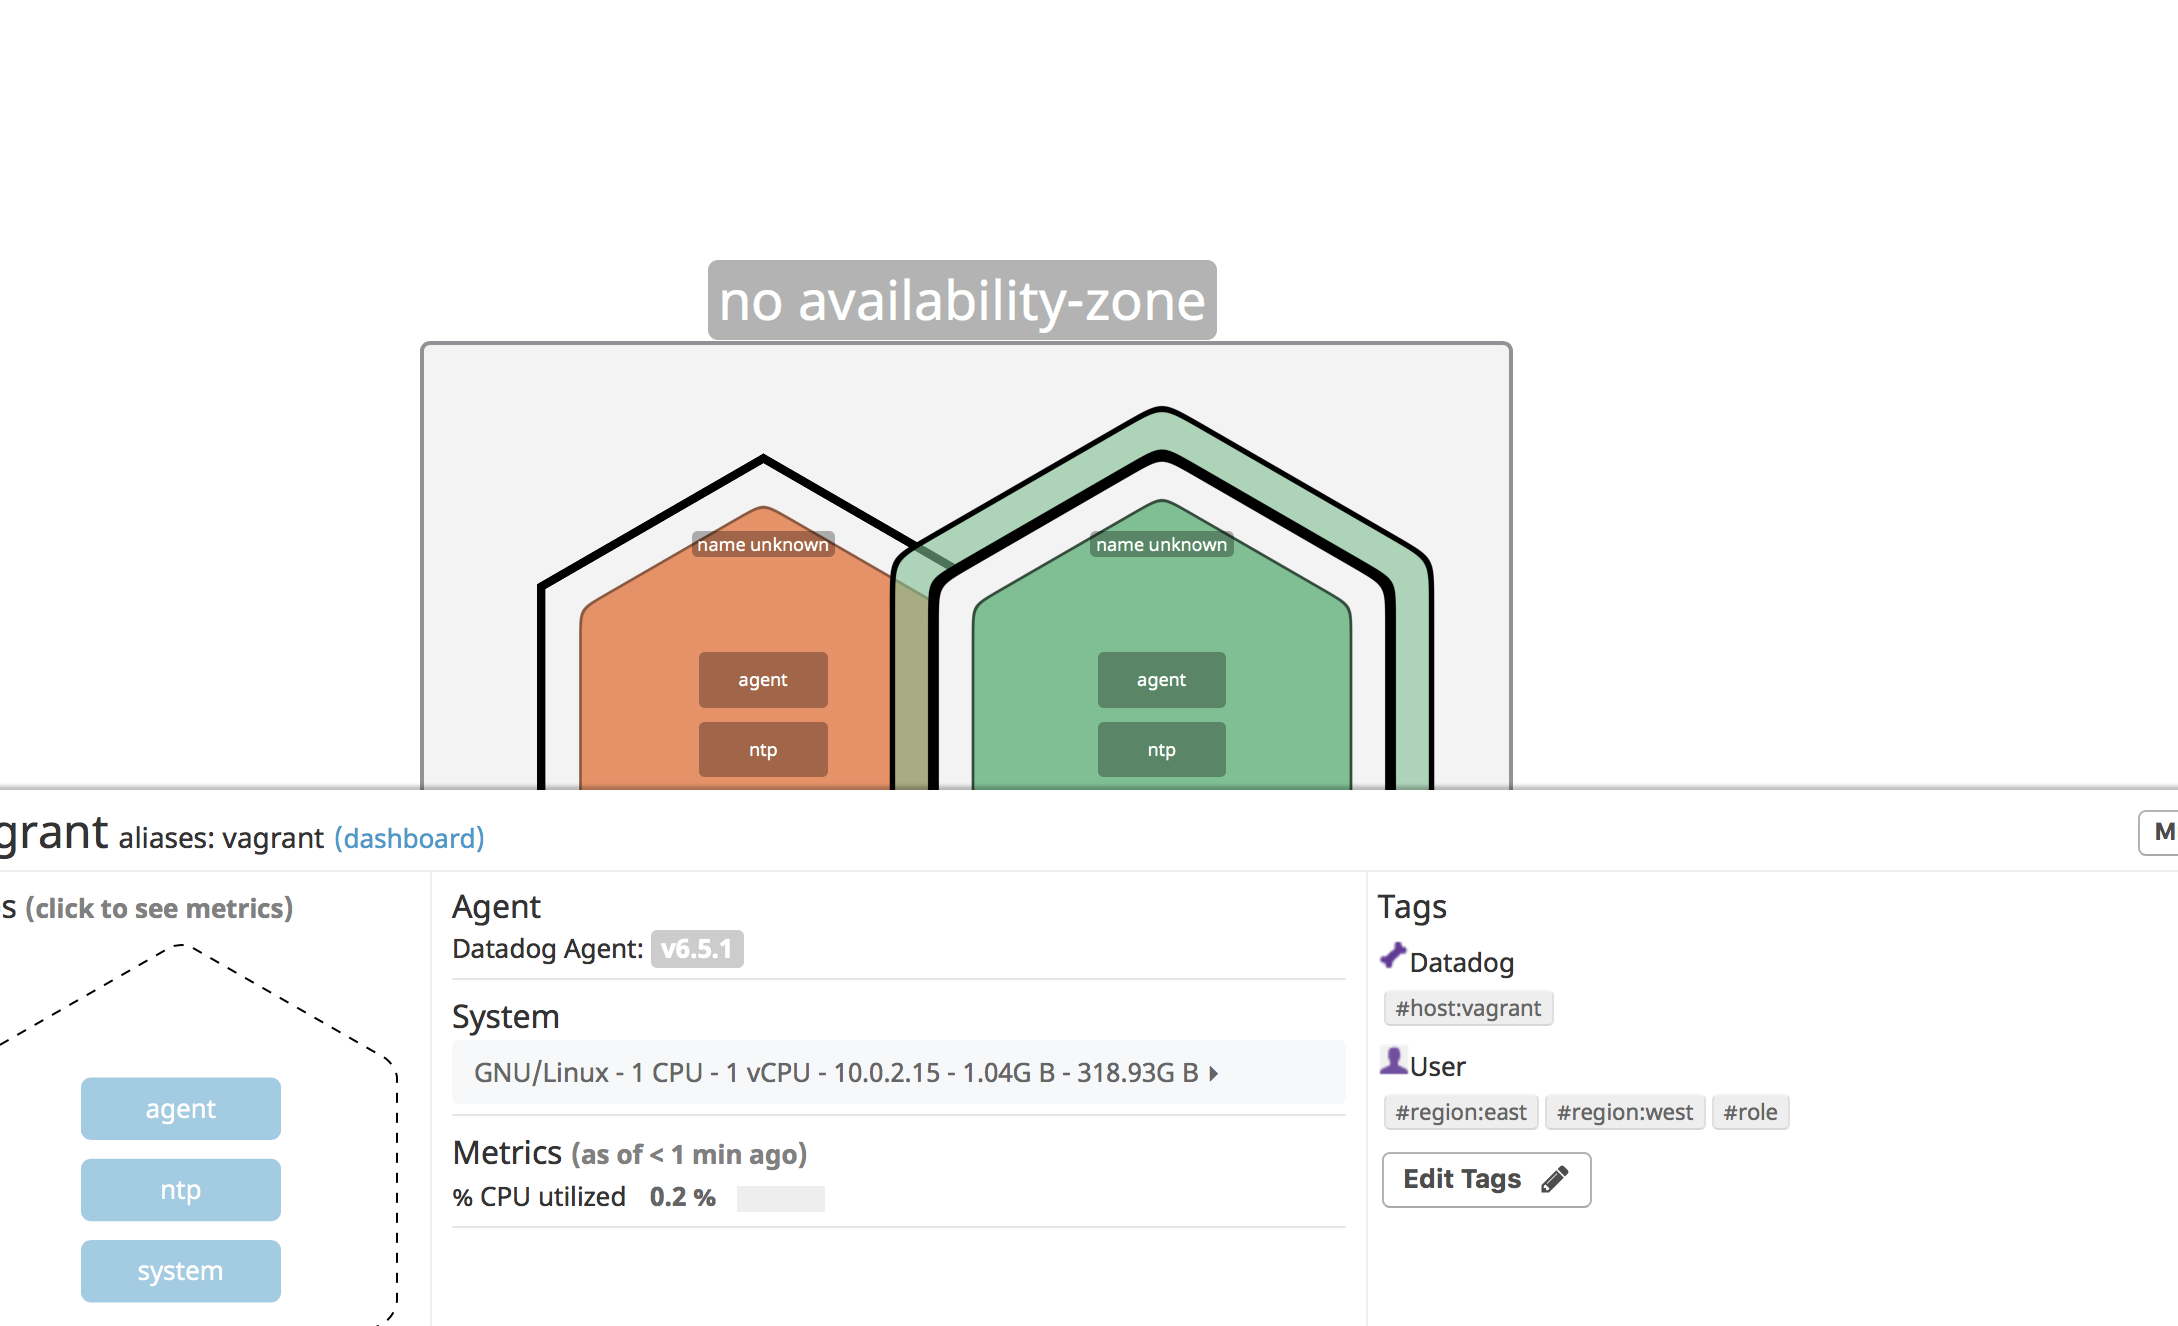 no availability-zone
name unknown
name unknown
agent
agent
ntp
ntp
grant aliases: vagrant (dashboard)
M
s (click to see metrics)
agent
ntp
system
Agent
Datadog Agent: v6.5.1
System
GNU/Linux - 1 CPU - 1 vCPU - 10.0.2.15 - 1.04G B - 318.93G B
Metrics (as of < 1 min ago)
% CPU utilized 0.2 %
Tags
Datadog
#host:vagrant
User
#region:east #region:west #role
Edit Tags